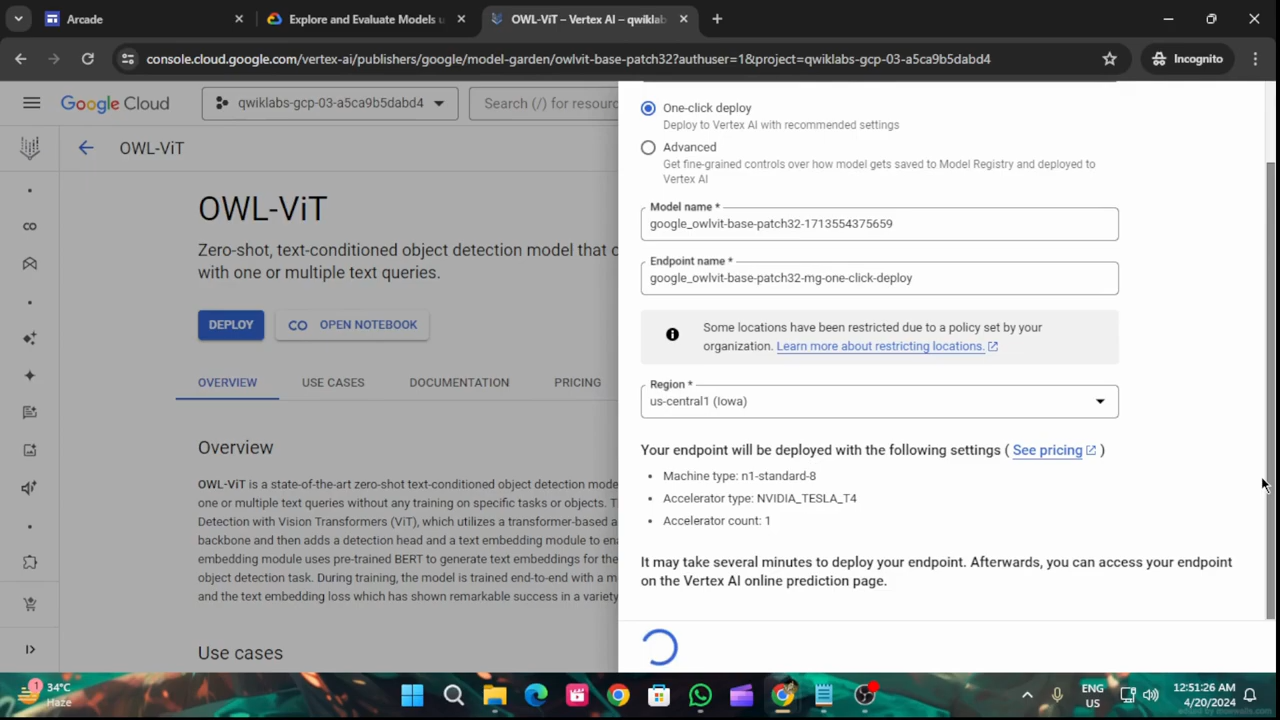 Arcade
Explore and Evaluate Models u
OWL-ViT – Vertex AI – qwiklab
console.cloud.google.com/vertex-ai/publishers/google/model-garden/owlvit-base-patch32?authuser=1&project=qwiklabs-gcp-03-a5ca9b5dabd4
Incognito
Google Cloud
qwiklabs-gcp-03-a5ca9b5dabd4
Search (/) for resourc
OWL-ViT
OWL-ViT
Zero-shot, text-conditioned object detection model that c
with one or multiple text queries.
DEPLOY
OPEN NOTEBOOK
OVERVIEW
USE CASES
DOCUMENTATION
PRICING
Overview
OWL-ViT is a state-of-the-art zero-shot text-conditioned object detection mode
one or multiple text queries without any training on specific tasks or objects. T
Detection with Vision Transformers (ViT), which utilizes a transformer-based a
backbone and then adds a detection head and a text embedding module to ena
embedding module uses pre-trained BERT to generate text embeddings for the
object detection task. During training, the model is trained end-to-end with a m
and the text embedding loss which has shown remarkable success in a variety
Use cases
One-click deploy
Deploy to Vertex AI with recommended settings
Advanced
Get fine-grained controls over how model gets saved to Model Registry and deployed to
Vertex AI
Model name *
google_owlvit-base-patch32-1713554375659
Endpoint name *
google_owlvit-base-patch32-mg-one-click-deploy
Some locations have been restricted due to a policy set by your
organization. Learn more about restricting locations.
Region *
us-central1 (Iowa)
Your endpoint will be deployed with the following settings ( See pricing )
• Machine type: n1-standard-8
• Accelerator type: NVIDIA_TESLA_T4
• Accelerator count: 1
It may take several minutes to deploy your endpoint. Afterwards, you can access your endpoint
on the Vertex AI online prediction page.
1
34°C
Haze
ENG
US
12:51:26 AM
4/20/2024